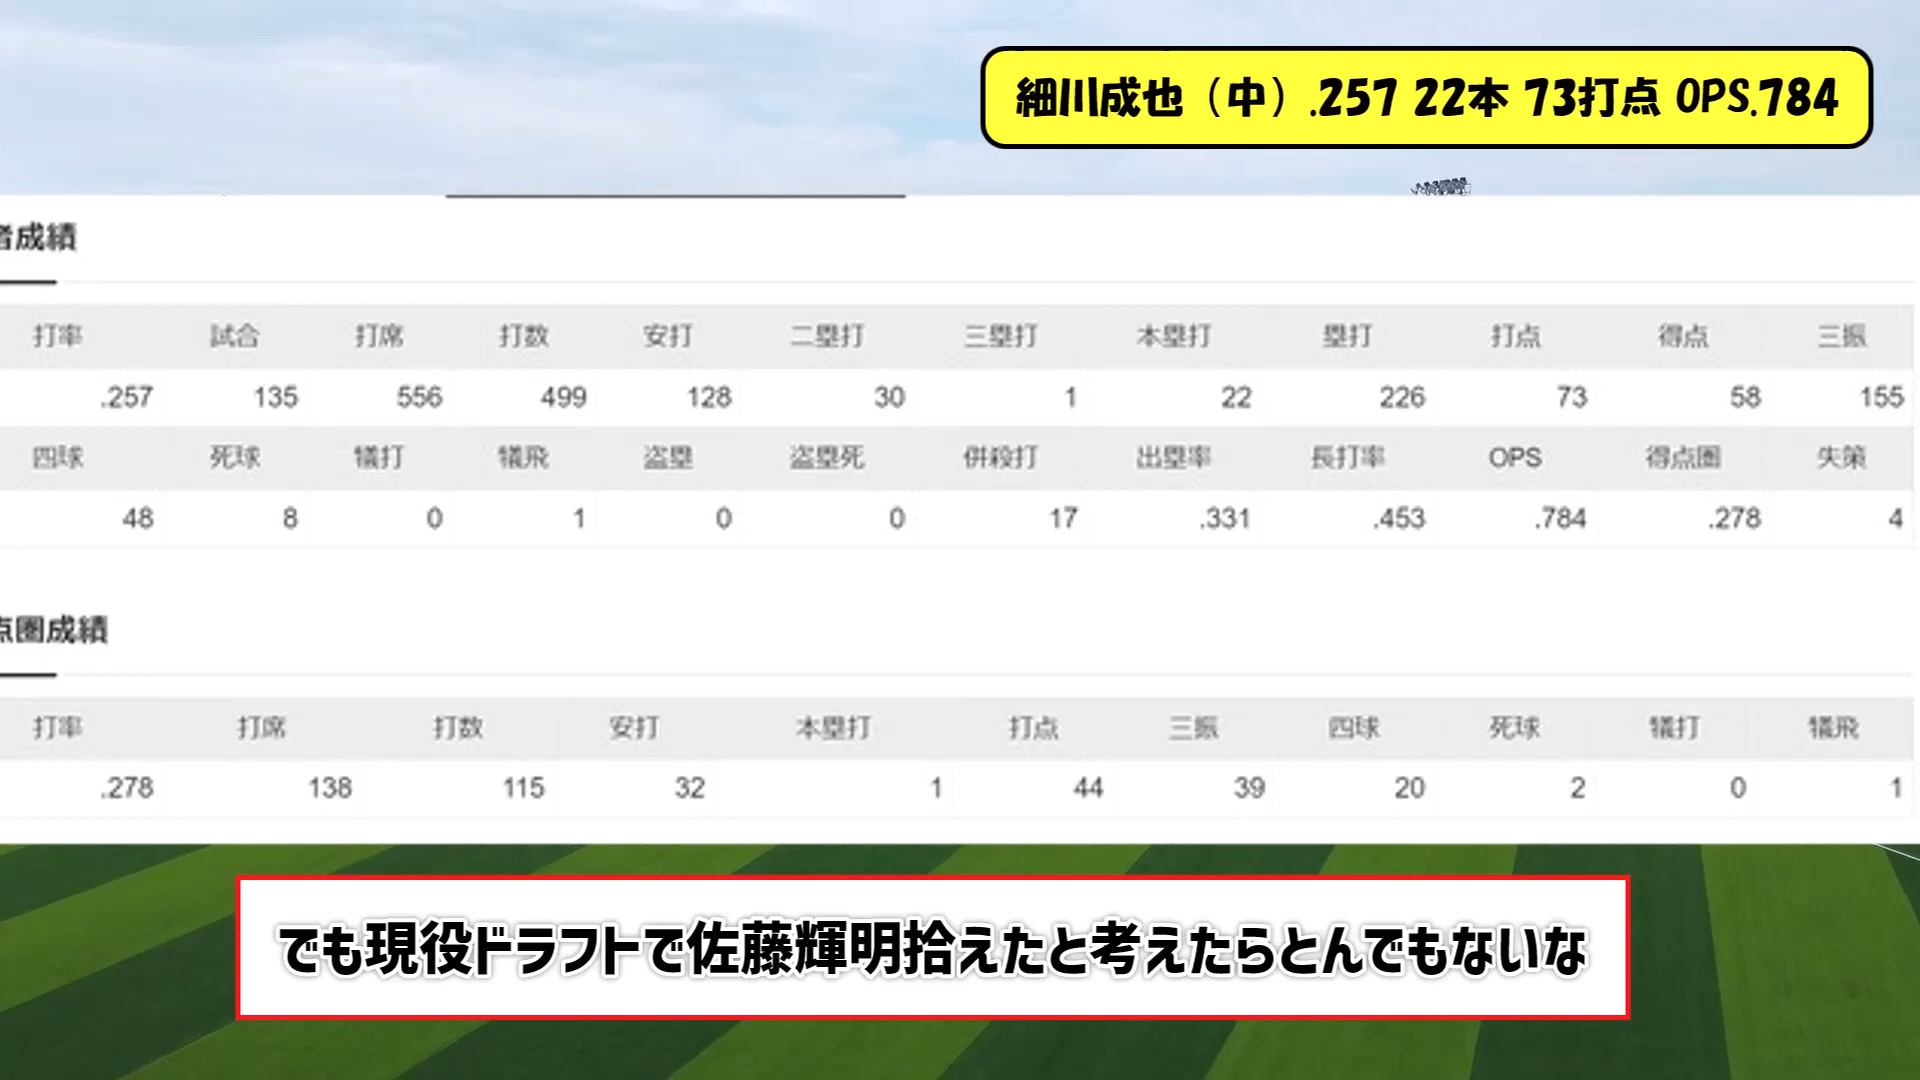 細川成也（中）.257 22本 73打点 OPS.784
者成績
打率 試合 打席 打数 安打 二塁打 三塁打 本塁打 塁打 打点 得点 三振
.257 135 556 499 128 30 1 22 226 73 58 155
四球 死球 犠打 犠飛 盗塁 盗塁死 併殺打 出塁率 長打率 OPS 得点圏 失策
48 8 0 1 0 0 17 .331 .453 .784 .278 4
点圏成績
打率 打席 打数 安打 本塁打 打点 三振 四球 死球 犠打 犠飛
.278 138 115 32 1 44 39 20 2 0 1
でも現役ドラフトで佐藤輝明拾えたと考えたらとんでもないな